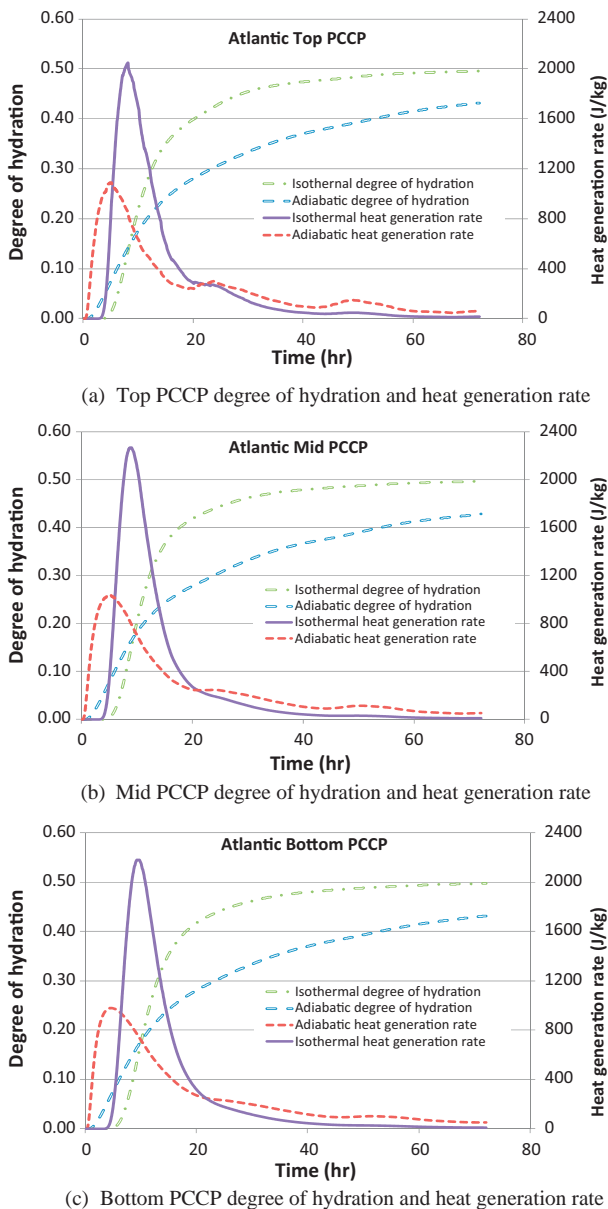 Atlantic Top PCCP
Degree of hydration
0.60
0.50
0.40
0.30
0.20
0.10
0.00
2400
2000
1600
1200
800
400
0
Heat generation rate (J/kg)
Isothernal degree of hydration
Adiabatic degree of hydration
Isothermal heat generation rate
Adiabatic heat generation rate
0 20 40 60 80
Time (hr)
(a) Top PCCP degree of hydration and heat generation rate
Atlantic Mid PCCP
Degree of hydration
0.60
0.50
0.40
0.30
0.20
0.10
0.00
2400
2000
1600
1200
800
400
0
Heat generation rate (J/kg)
Isothermal degree of hydration
Adiabatic degree of hydration
Isothermal heat generation rate
Adiabatic heat generation rate
0 20 40 60 80
Time (hr)
(b) Mid PCCP degree of hydration and heat generation rate
Atlantic Bottom PCCP
Degree of hydration
0.60
0.50
0.40
0.30
0.20
0.10
0.00
2400
2000
1600
1200
800
400
0
Heat generation rate (J/kg)
Isothermal degree of hydration
Adiabatic degree of hydration
Adiabatic heat generation rate
Isothermal heat generation rate
0 20 40 60 80
Time (hr)
(c) Bottom PCCP degree of hydration and heat generation rate